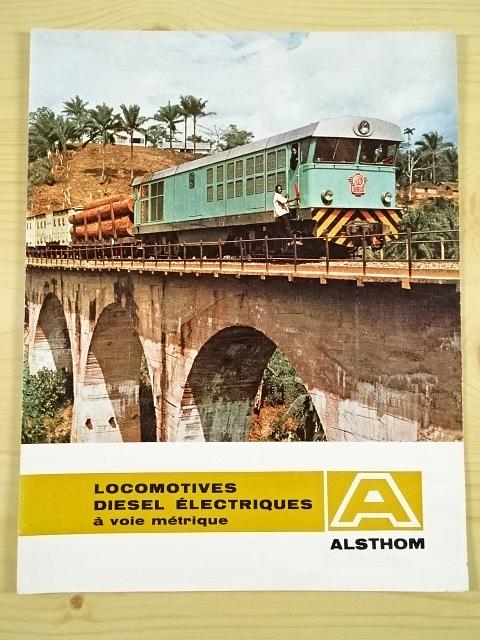 LOCOMOTIVES
DIESEL ÉLECTRIQUES
à voie métrique
A
ALSTHOM